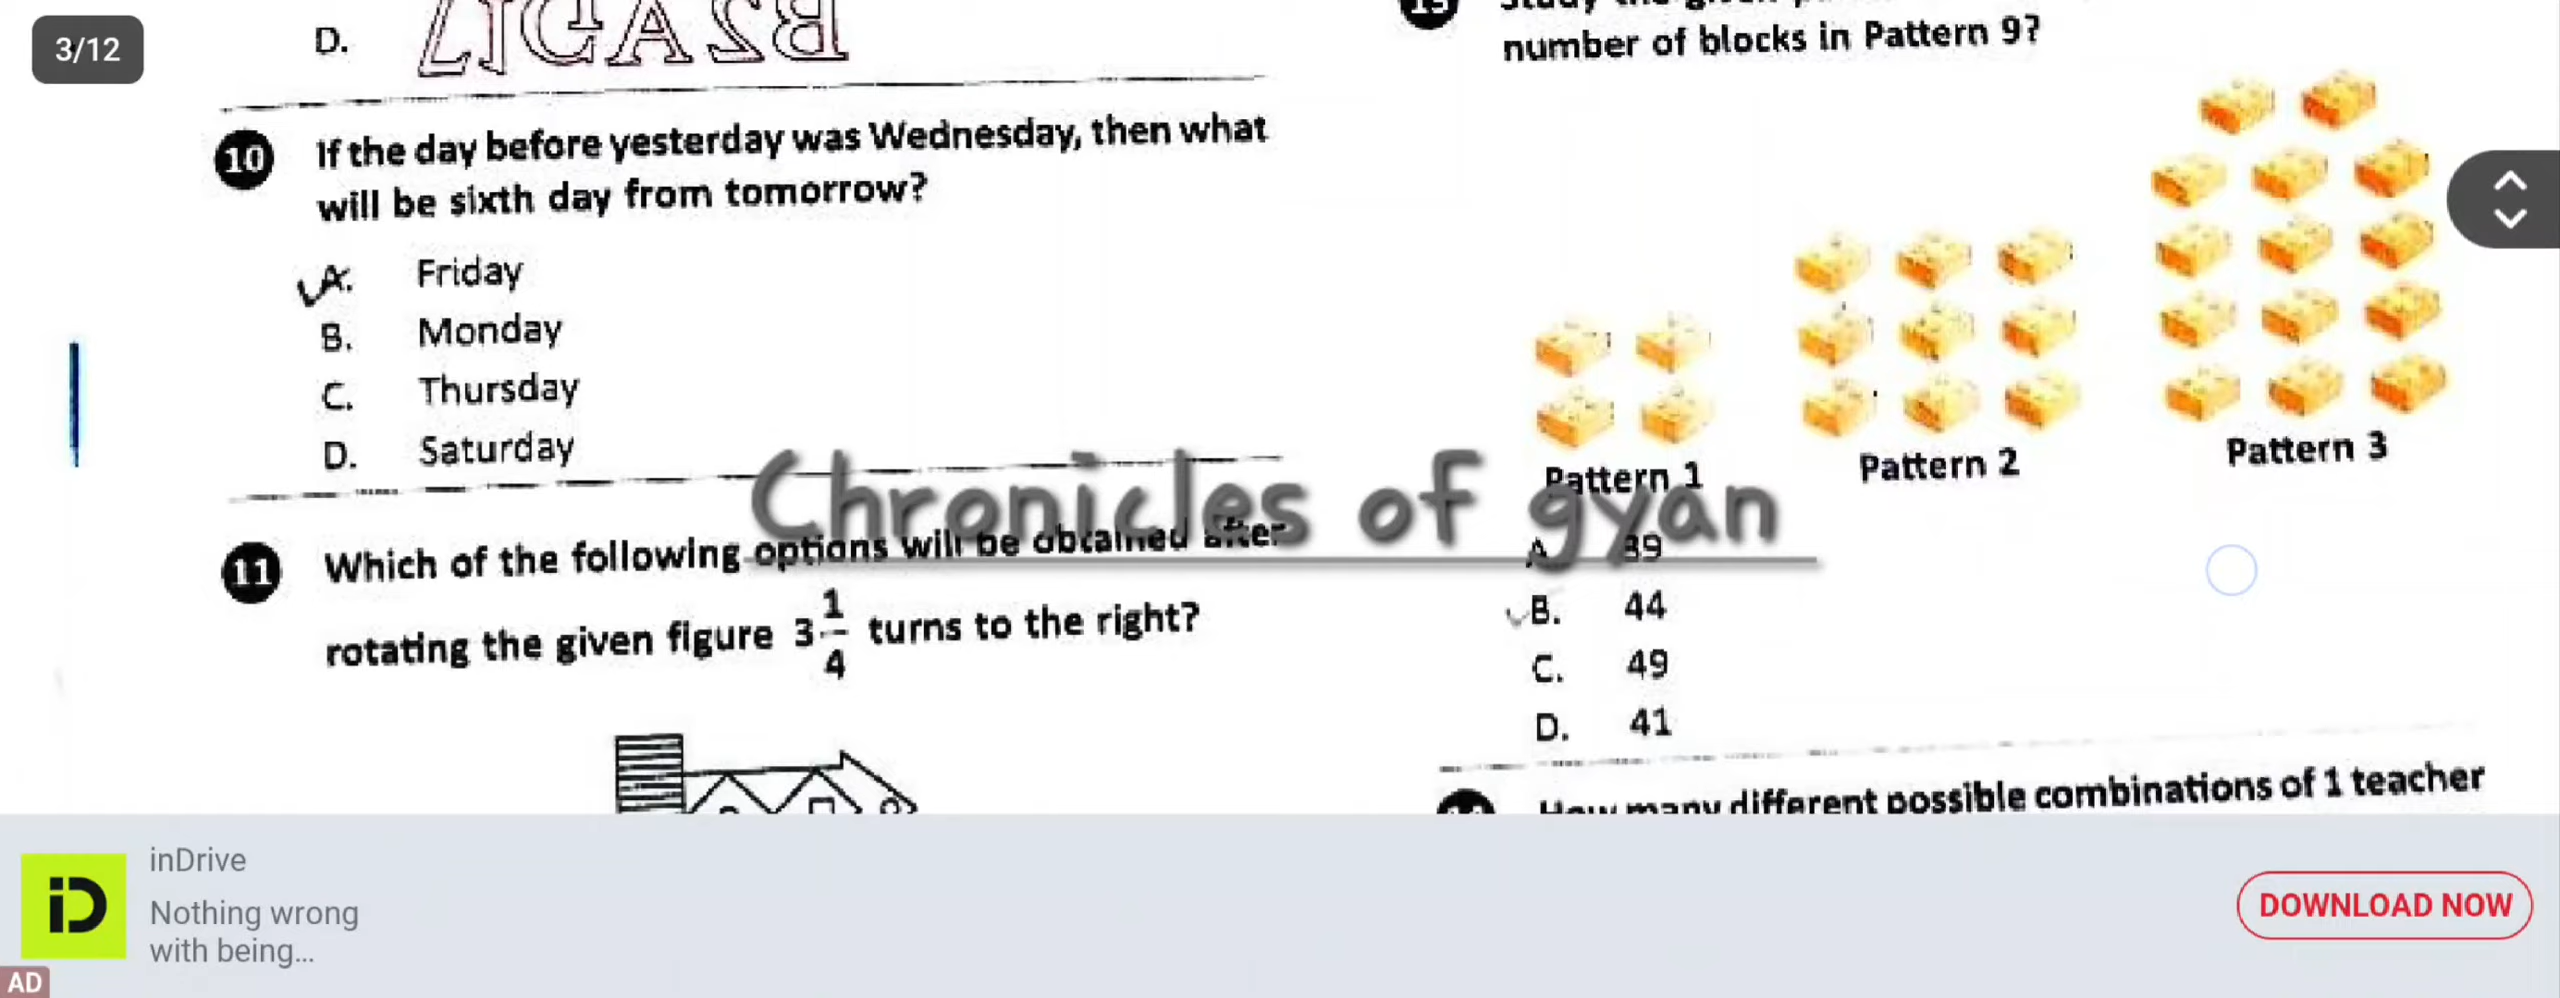 3/12
D.
10 If the day before yesterday was Wednesday, then what
will be sixth day from tomorrow?
A. Friday
B. Monday
C. Thursday
D. Saturday
11 Which of the following options will be obtained after
rotating the given figure 3 1/4 turns to the right?
number of blocks in Pattern 9?
Pattern 1
Pattern 2
Pattern 3
A 39
B. 44
C. 49
D. 41
How many different possible combinations of 1 teacher
Chronicles of gyan
iD
inDrive
Nothing wrong
with being...
DOWNLOAD NOW
AD